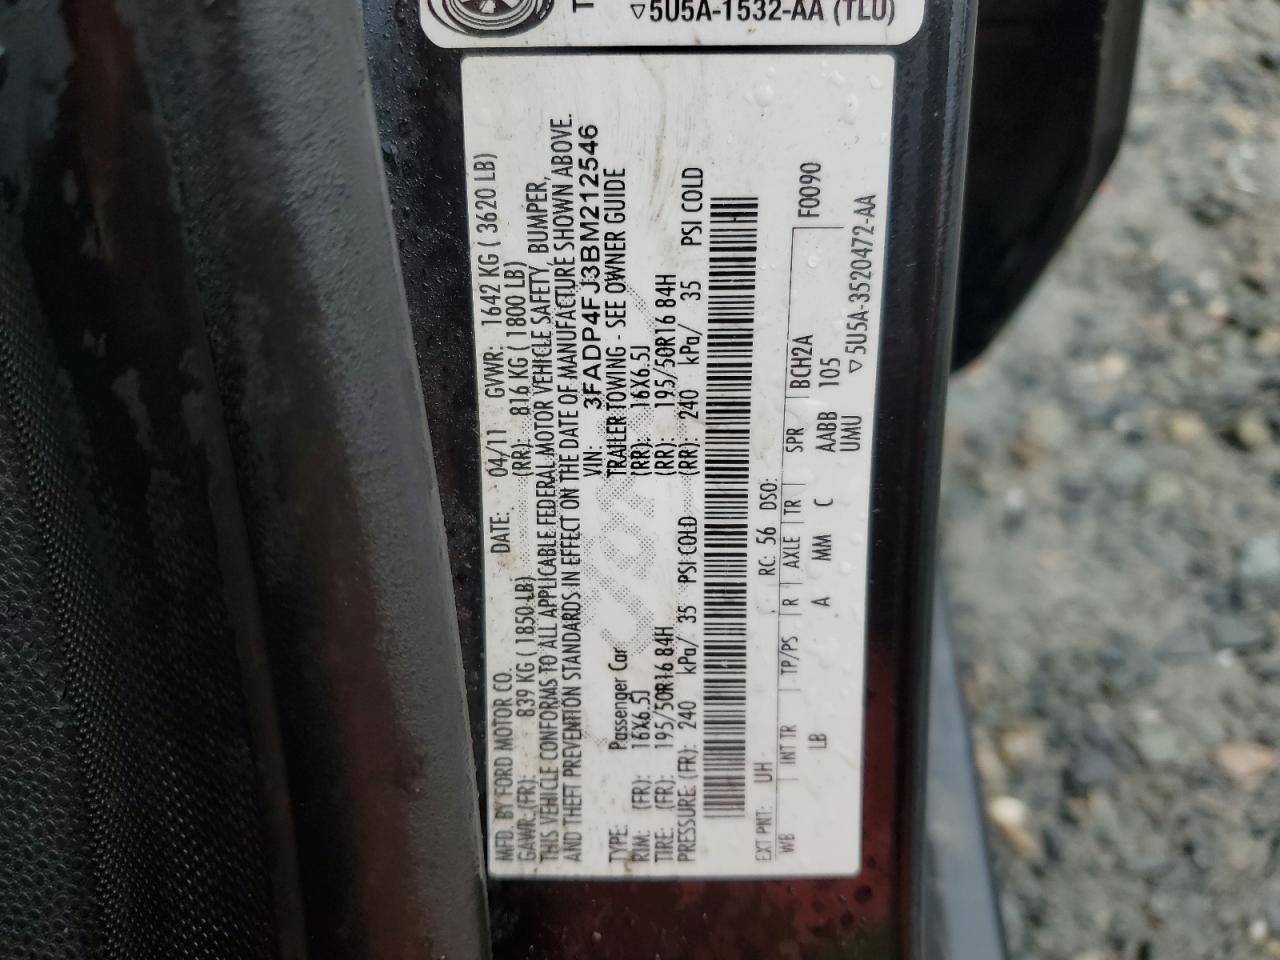 ▽5U5A-1532-AA (TLU)
MFD. BY FORD MOTOR CO. DATE: 04/11 GVWR: 1642 KG ( 3620 LB)
GAWR:(FR): 839 KG ( 1850 LB) (RR): 816 KG ( 1800 LB)
THIS VEHICLE CONFORMS TO ALL APPLICABLE FEDERAL MOTOR VEHICLE SAFETY, BUMPER,
AND THEFT PREVENTION STANDARDS IN EFFECT ON THE DATE OF MANUFACTURE SHOWN ABOVE.
VIN: 3FADP4FJ3BM212546
TYPE: Passenger Car TRAILER TOWING - SEE OWNER GUIDE
RIM: (FR): 16X6.5J (RR): 16X6.5J
TIRE: (FR): 195/50R16 84H (RR): 195/50R16 84H
PRESSURE: (FR): 240 kPa/ 35 PSI COLD (RR): 240 kPa/ 35 PSI COLD
EXT PNT: UH RC: 56 DSO:
WB INT TR TP/PS R AXLE TR SPR BCH2A F0090
LB A MM C AABB 105
UMU
▽5U5A-3520472-AA